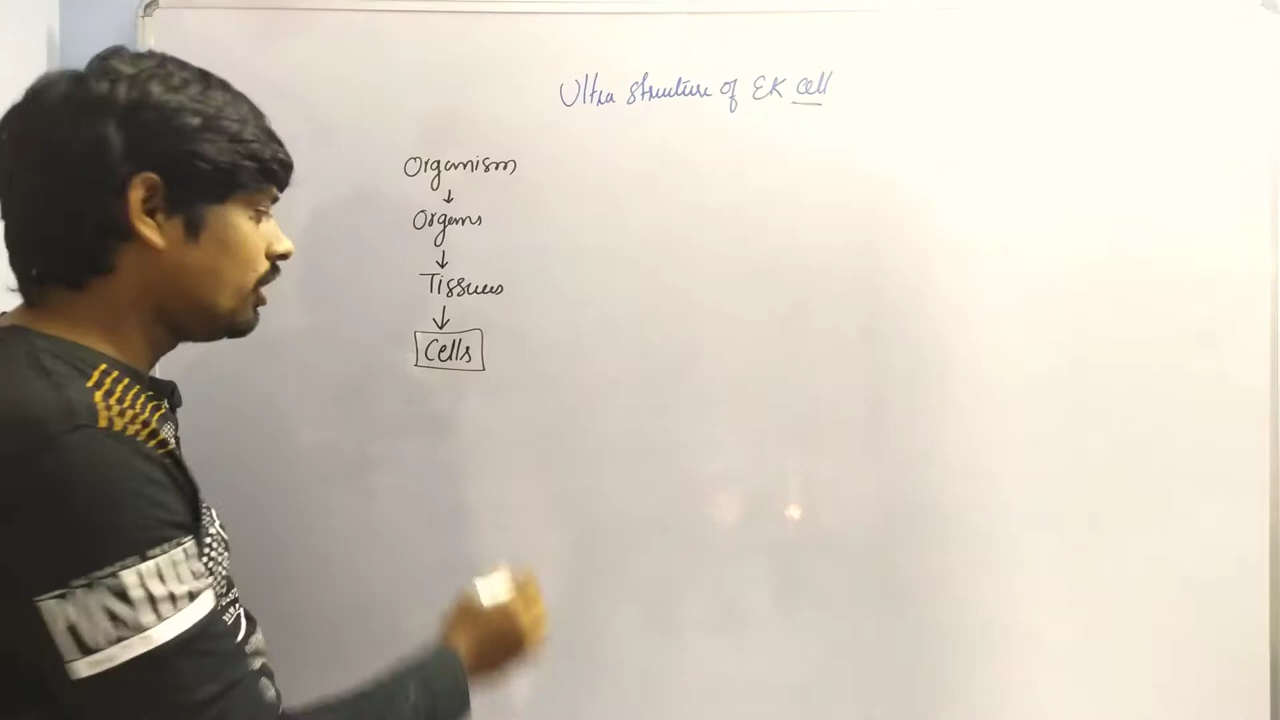 Ultra structure of EK cell
Organism
↓
Organs
↓
Tissues
↓
Cells